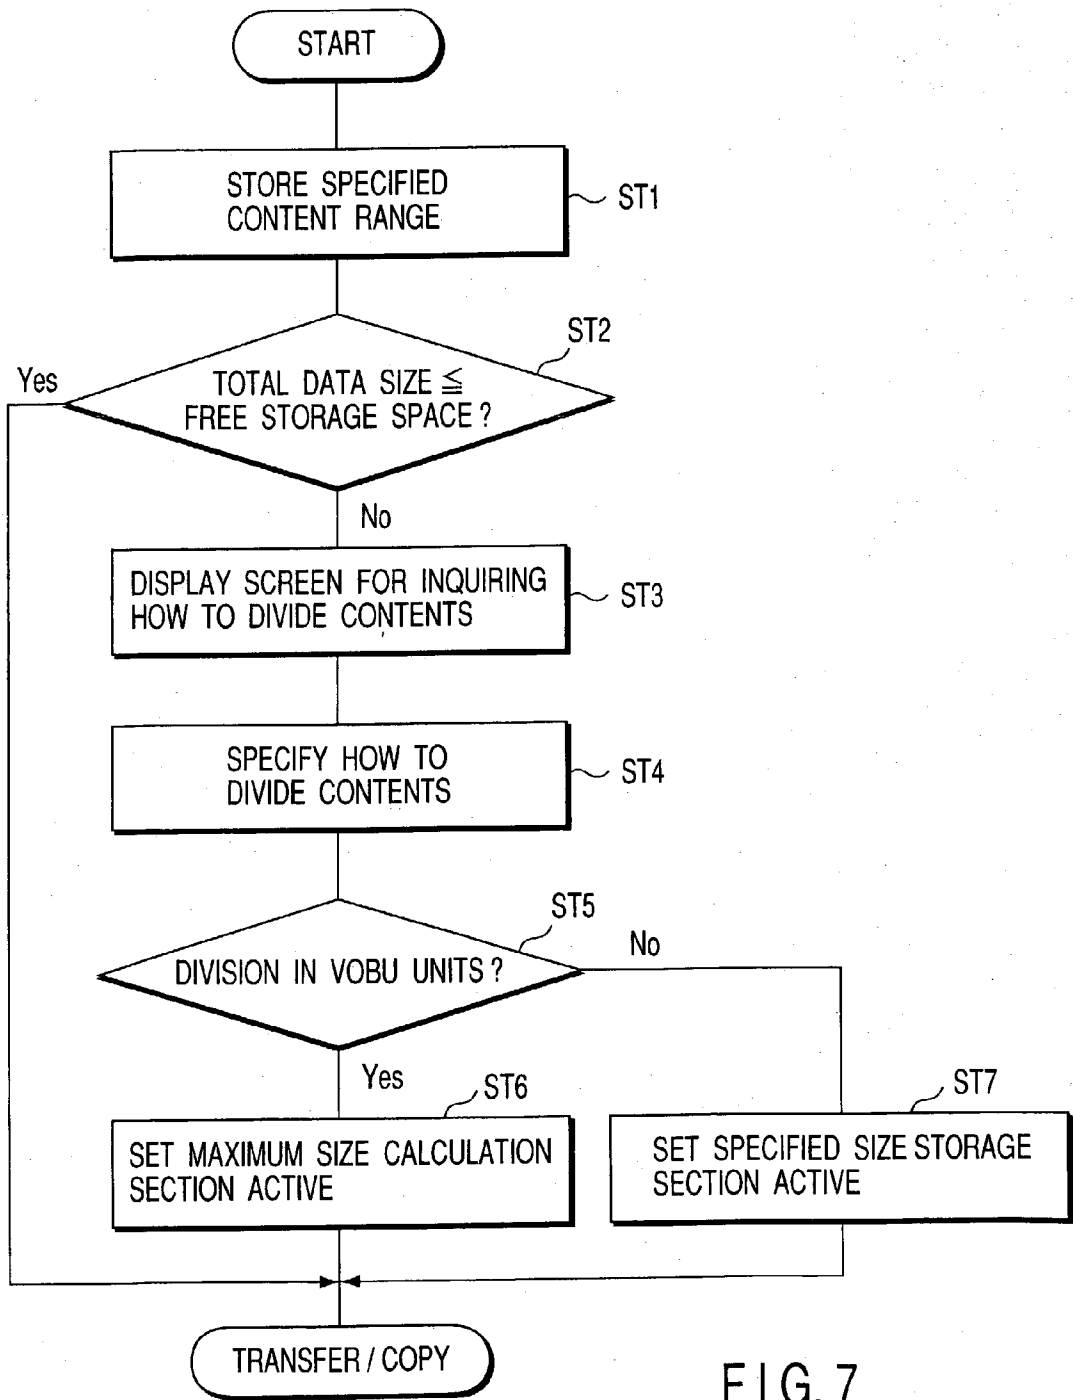 START
STORE SPECIFIED
CONTENT RANGE
ST1
ST2
Yes
TOTAL DATA SIZE ≦
FREE STORAGE SPACE ?
No
DISPLAY SCREEN FOR INQUIRING
HOW TO DIVIDE CONTENTS
ST3
SPECIFY HOW TO
DIVIDE CONTENTS
ST4
ST5
No
DIVISION IN VOBU UNITS ?
Yes
ST6
ST7
SET MAXIMUM SIZE CALCULATION
SECTION ACTIVE
SET SPECIFIED SIZE STORAGE
SECTION ACTIVE
TRANSFER / COPY
FIG. 7